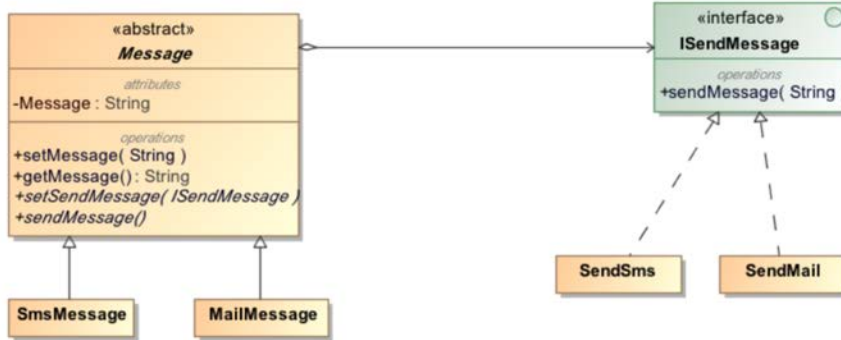 «abstract»
Message
attributes
-Message : String
operations
+setMessage( String )
+getMessage() : String
+setSendMessage( ISendMessage )
+sendMessage()
«interface»
ISendMessage
operations
+sendMessage( String
SmsMessage
MailMessage
SendSms
SendMail